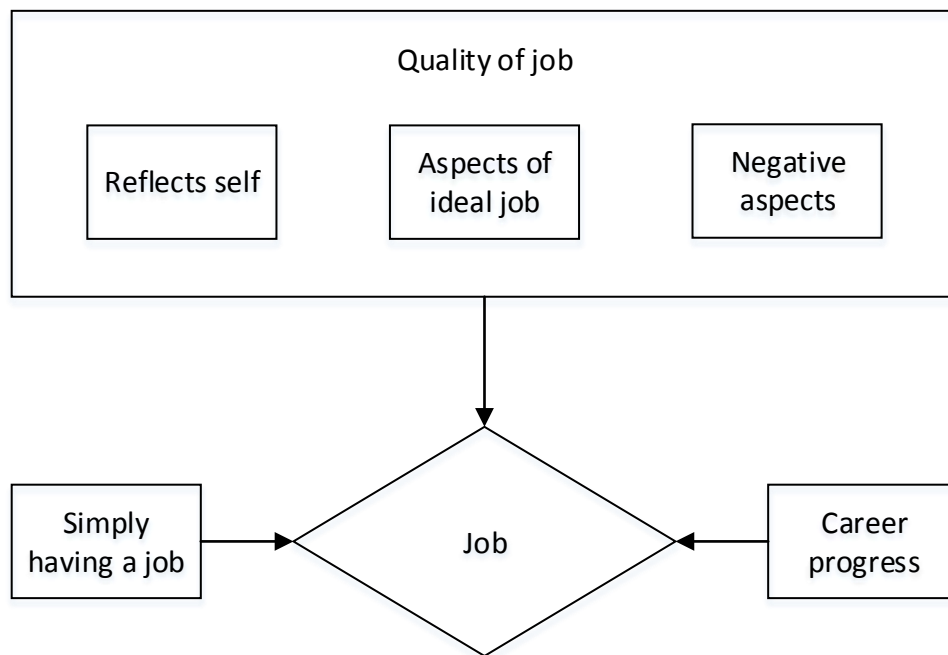 Quality of job
Reflects self
Aspects of
ideal job
Negative
aspects
Simply
having a job
Job
Career
progress